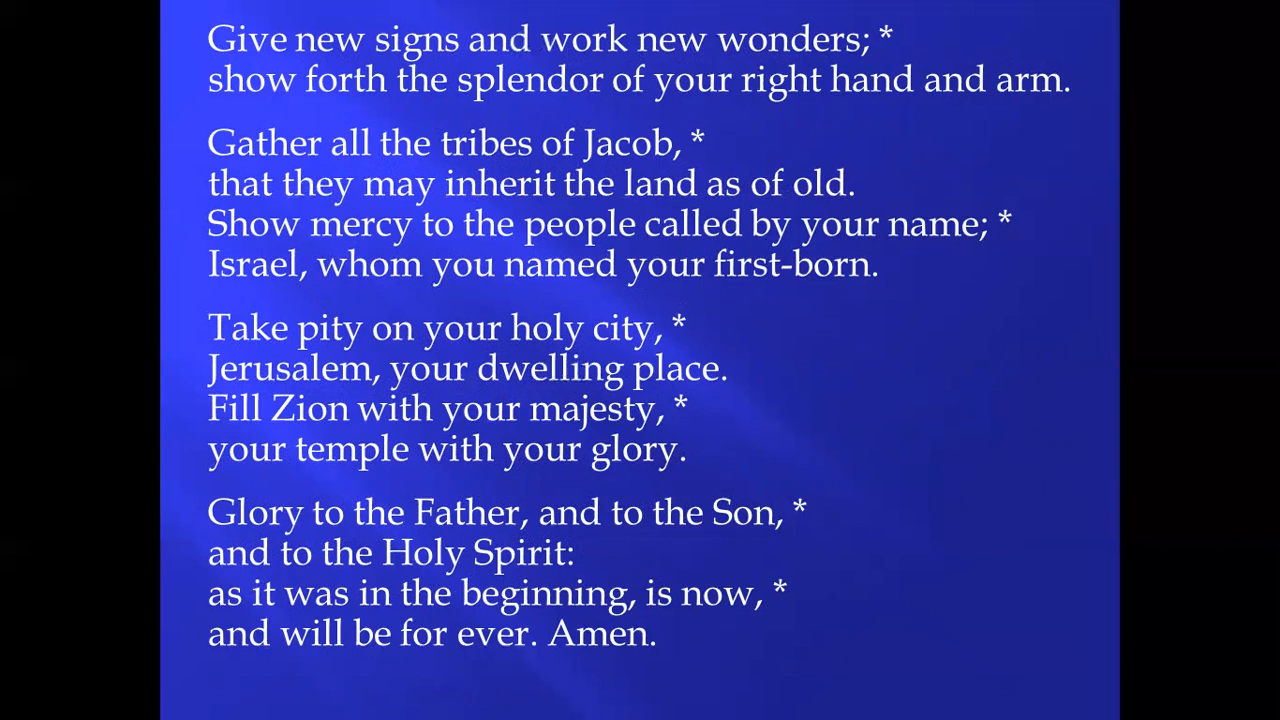 Give new signs and work new wonders; *
show forth the splendor of your right hand and arm.
Gather all the tribes of Jacob, *
that they may inherit the land as of old.
Show mercy to the people called by your name; *
Israel, whom you named your first-born.
Take pity on your holy city, *
Jerusalem, your dwelling place.
Fill Zion with your majesty, *
your temple with your glory.
Glory to the Father, and to the Son, *
and to the Holy Spirit:
as it was in the beginning, is now, *
and will be for ever. Amen.